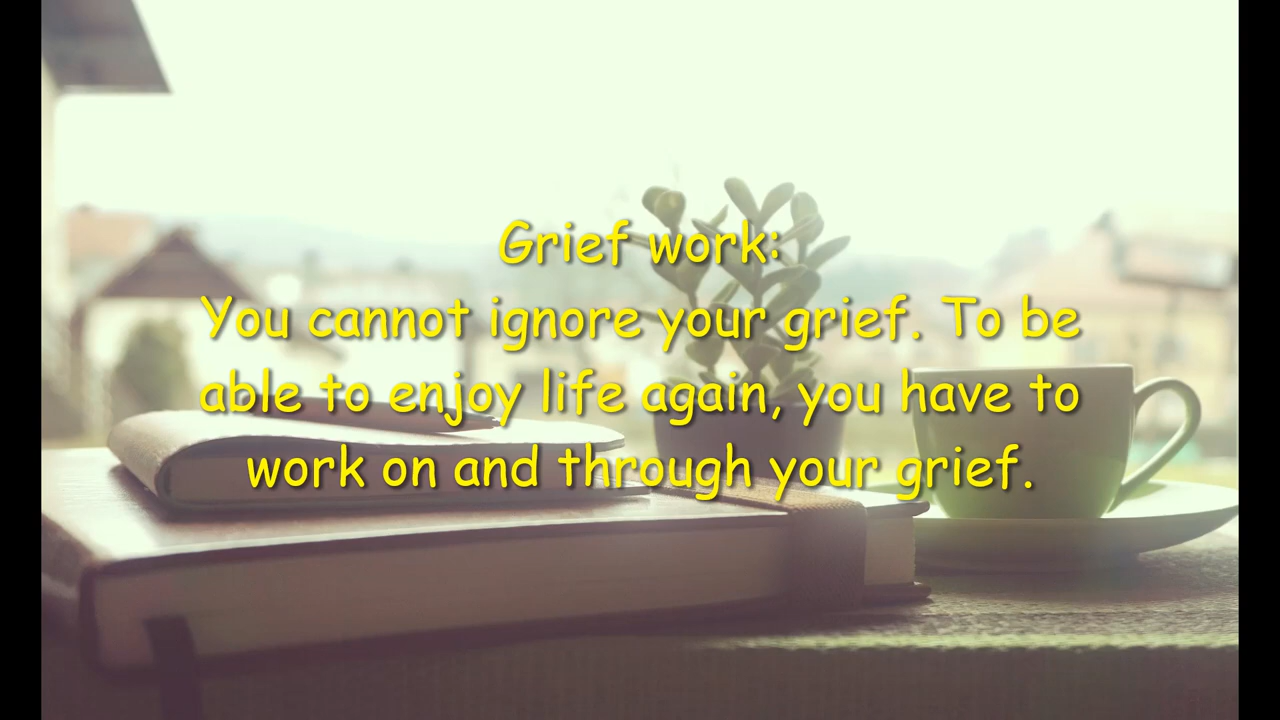 Grief work:
You cannot ignore your grief. To be
able to enjoy life again, you have to
work on and through your grief.